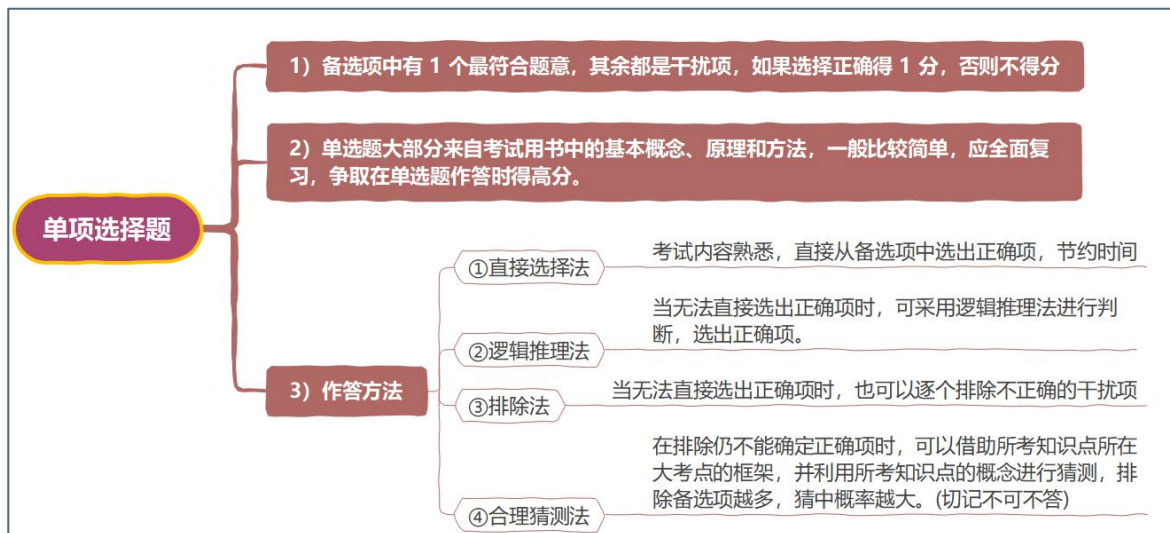 1）备选项中有 1 个最符合题意，其余都是干扰项，如果选择正确得 1 分，否则不得分
2）单选题大部分来自考试用书中的基本概念、原理和方法，一般比较简单，应全面复
习，争取在单选题作答时得高分。
单项选择题
3）作答方法
①直接选择法
考试内容熟悉，直接从备选项中选出正确项，节约时间
②逻辑推理法
当无法直接选出正确项时，可采用逻辑推理法进行判
断，选出正确项。
③排除法
当无法直接选出正确项时，也可以逐个排除不正确的干扰项
④合理猜测法
在排除仍不能确定正确项时，可以借助所考知识点所在
大考点的框架，并利用所考知识点的概念进行猜测，排
除备选项越多，猜中概率越大。(切记不可不答)